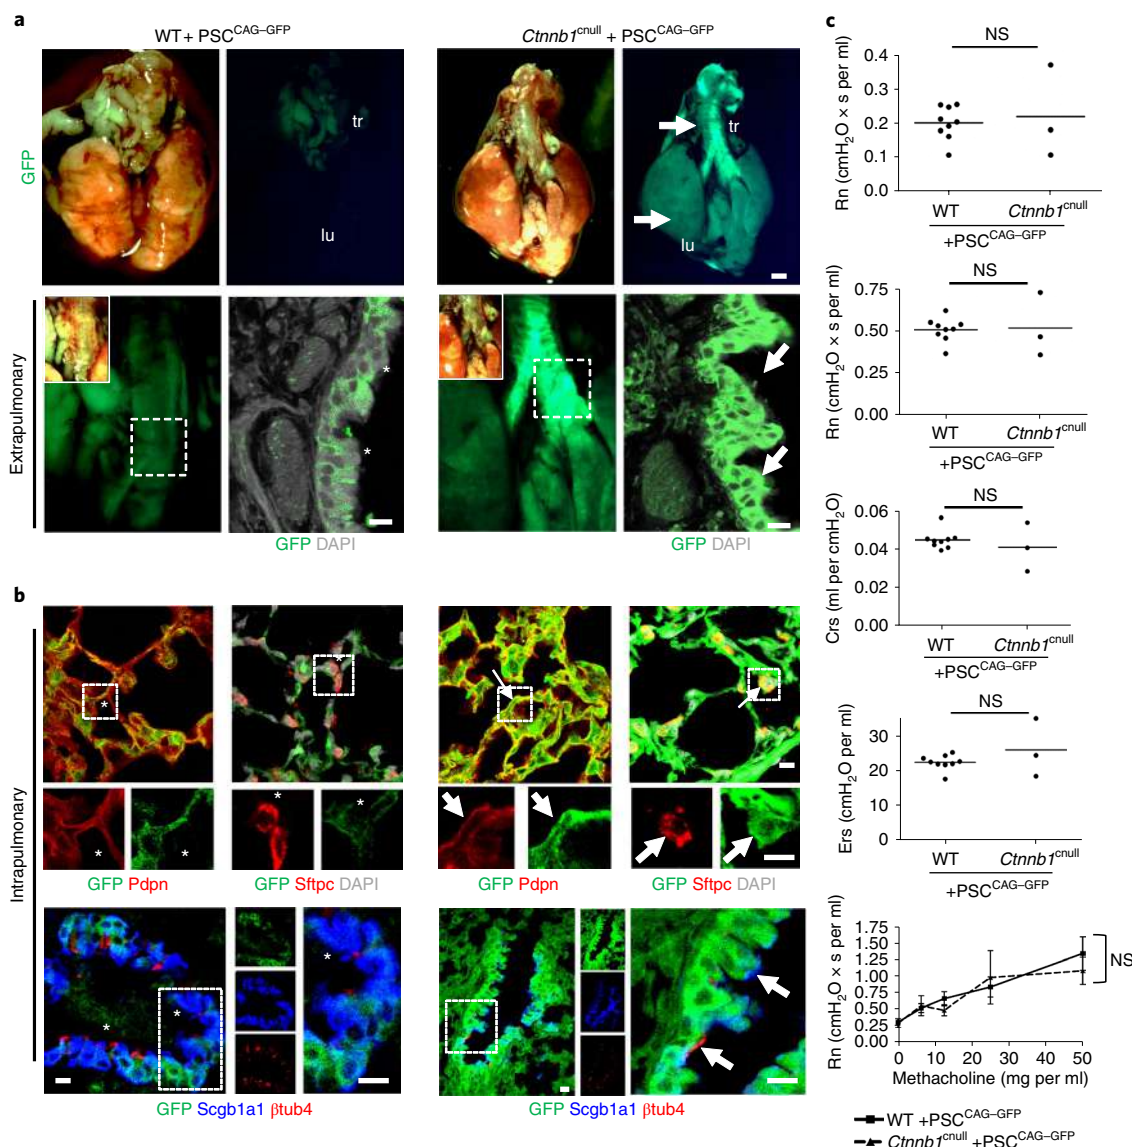 a
WT + PSC^CAG–GFP
Ctnnb1^cnull + PSC^CAG–GFP
GFP
tr
lu
tr
lu
Extrapulmonary
*
*
GFP DAPI
GFP DAPI
b
Intrapulmonary
*
*
*
*
*
*
GFP Pdpn
GFP Sftpc DAPI
GFP Pdpn
GFP Sftpc DAPI
*
*
*
GFP Scgb1a1 βtub4
GFP Scgb1a1 βtub4
c
NS
Rn (cmH₂O × s per ml)
0.4
0.3
0.2
0.1
0.0
WT Ctnnb1^cnull
+PSC^CAG–GFP
NS
Rn (cmH₂O × s per ml)
0.75
0.50
0.25
0.00
WT Ctnnb1^cnull
+PSC^CAG–GFP
NS
Crs (ml per cmH₂O)
0.06
0.04
0.02
0.00
WT Ctnnb1^cnull
+PSC^CAG–GFP
NS
Ers (cmH₂O per ml)
30
20
10
0
WT Ctnnb1^cnull
+PSC^CAG–GFP
Rn (cmH₂O × s per ml)
1.75
1.50
1.25
1.00
0.75
0.50
0.25
NS
0 10 20 30 40 50
Methacholine (mg per ml)
WT +PSC^CAG–GFP
Ctnnb1^cnull +PSC^CAG–GFP